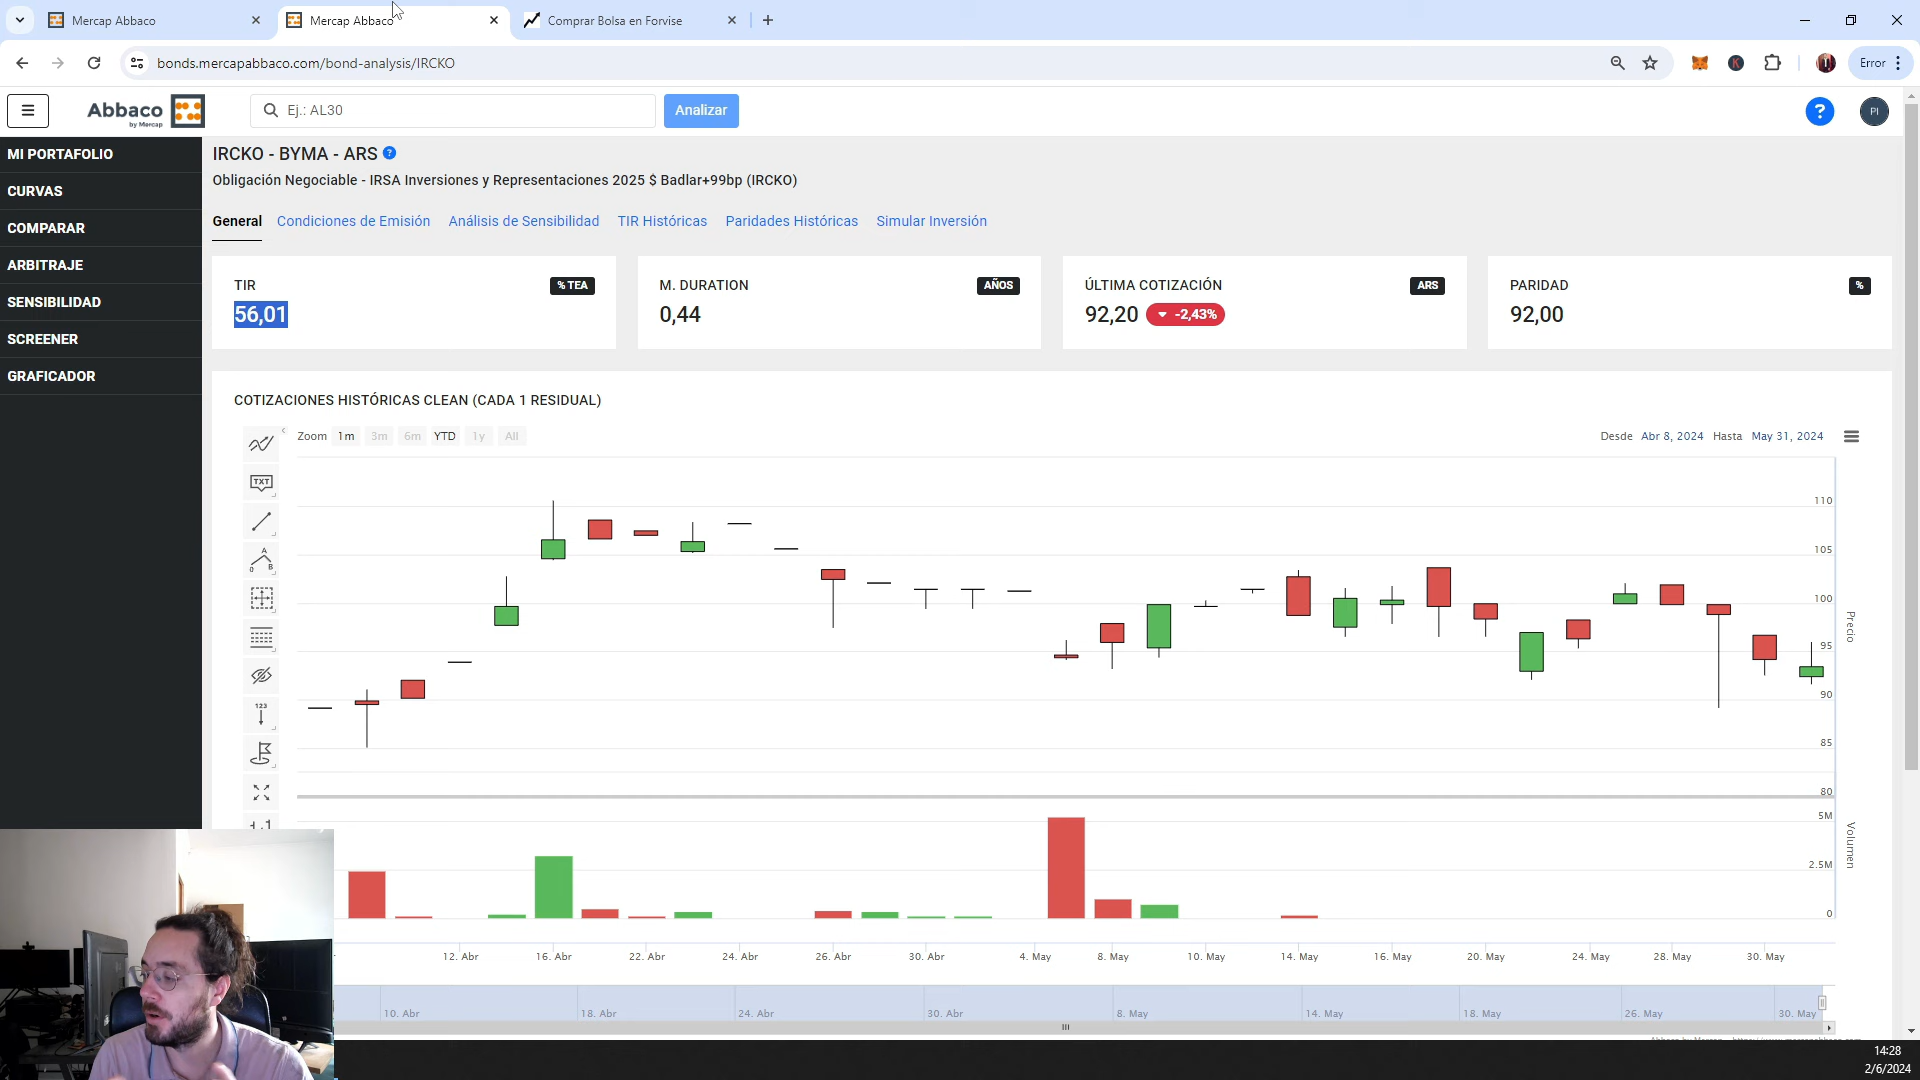 Mercap Abbaco
Mercap Abbaco
Comprar Bolsa en Forvise
bonds.mercapabbaco.com/bond-analysis/IRCKO
K
Error
Abbaco
by Mercap
Ej.: AL30
Analizar
?
PI
MI PORTAFOLIO
CURVAS
COMPARAR
ARBITRAJE
SENSIBILIDAD
SCREENER
GRAFICADOR
IRCKO - BYMA - ARS ?
Obligación Negociable - IRSA Inversiones y Representaciones 2025 $ Badlar+99bp (IRCKO)
General Condiciones de Emisión Análisis de Sensibilidad TIR Históricas Paridades Históricas Simular Inversión
TIR % TEA
56,01
M. DURATION AÑOS
0,44
ÚLTIMA COTIZACIÓN ARS
92,20 -2,43%
PARIDAD %
92,00
COTIZACIONES HISTÓRICAS CLEAN (CADA 1 RESIDUAL)
Zoom 1m 3m 6m YTD 1y All
Desde Abr 8, 2024 Hasta May 31, 2024
TXT
A
0 B
123
110
105
100
95
90
85
80
Precio
5M
2.5M
0
Volumen
12. Abr 16. Abr 22. Abr 24. Abr 26. Abr 30. Abr 4. May 8. May 10. May 14. May 16. May 20. May 24. May 28. May 30. May
10. Abr 18. Abr 24. Abr 30. Abr 8. May 14. May 18. May 26. May 30. May
14:28
2/6/2024